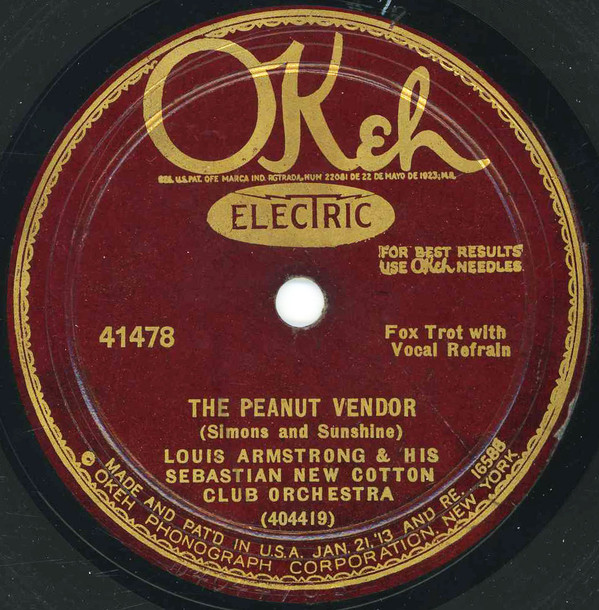 OKeh
REG. U.S. PAT. OFF. MARCA IND. RGTRADA. NUM 22081 DE 22 DE MAYO DE 1923; M.R.
ELECTRIC
FOR BEST RESULTS
USE OKeh NEEDLES
41478
Fox Trot with
Vocal Refrain
THE PEANUT VENDOR
(Simons and Sunshine)
LOUIS ARMSTRONG & HIS
SEBASTIAN NEW COTTON
CLUB ORCHESTRA
(404419)
MADE AND PAT'D IN U.S.A. JAN. 21. '13 AND RE. 16588
© OKEH PHONOGRAPH CORPORATION, NEW YORK